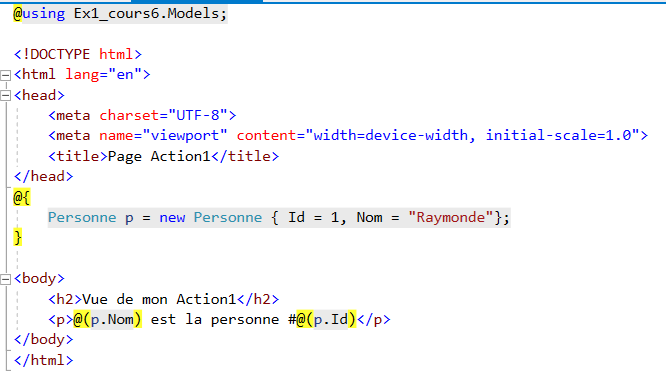 @using Ex1_cours6.Models;
<!DOCTYPE html>
<html lang="en">
<head>
<meta charset="UTF-8">
<meta name="viewport" content="width=device-width, initial-scale=1.0">
<title>Page Action1</title>
</head>
@{
Personne p = new Personne { Id = 1, Nom = "Raymonde"};
}
<body>
<h2>Vue de mon Action1</h2>
<p>@(p.Nom) est la personne #@(p.Id)</p>
</body>
</html>